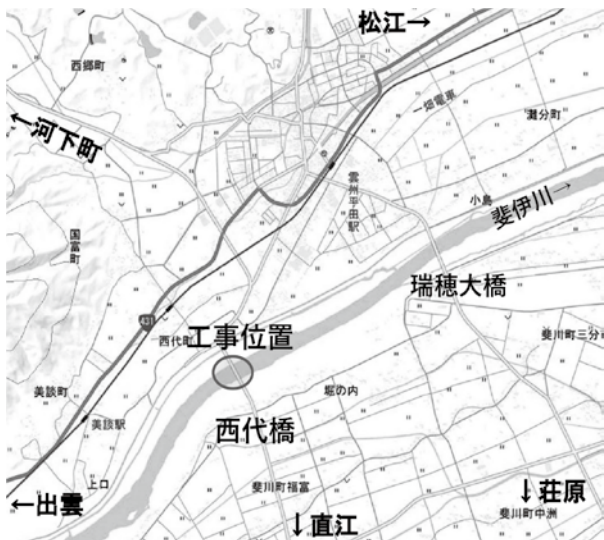 松江→
西郷町
←河下町
一畑電車
灘分町
雲州平田駅
小島
斐伊川→
国富町
瑞穂大橋
431
工事位置
西代町
斐川町三分市
美談町
堀の内
美談駅
西代橋
上口
斐川町福富
←出雲
↓直江
↓荘原
斐川町中洲